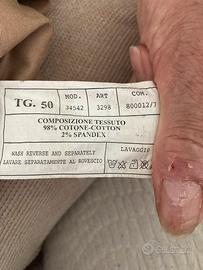 TG. 50
MOD.
34542
ART
3298
COM.
800012/7
COMPOSIZIONE TESSUTO
98% COTONE-COTTON
2% SPANDEX
WASH REVERSE AND SEPARATELY
LAVARE SEPARATAMENTE AL ROVESCIO
LAVAGGIO
subito